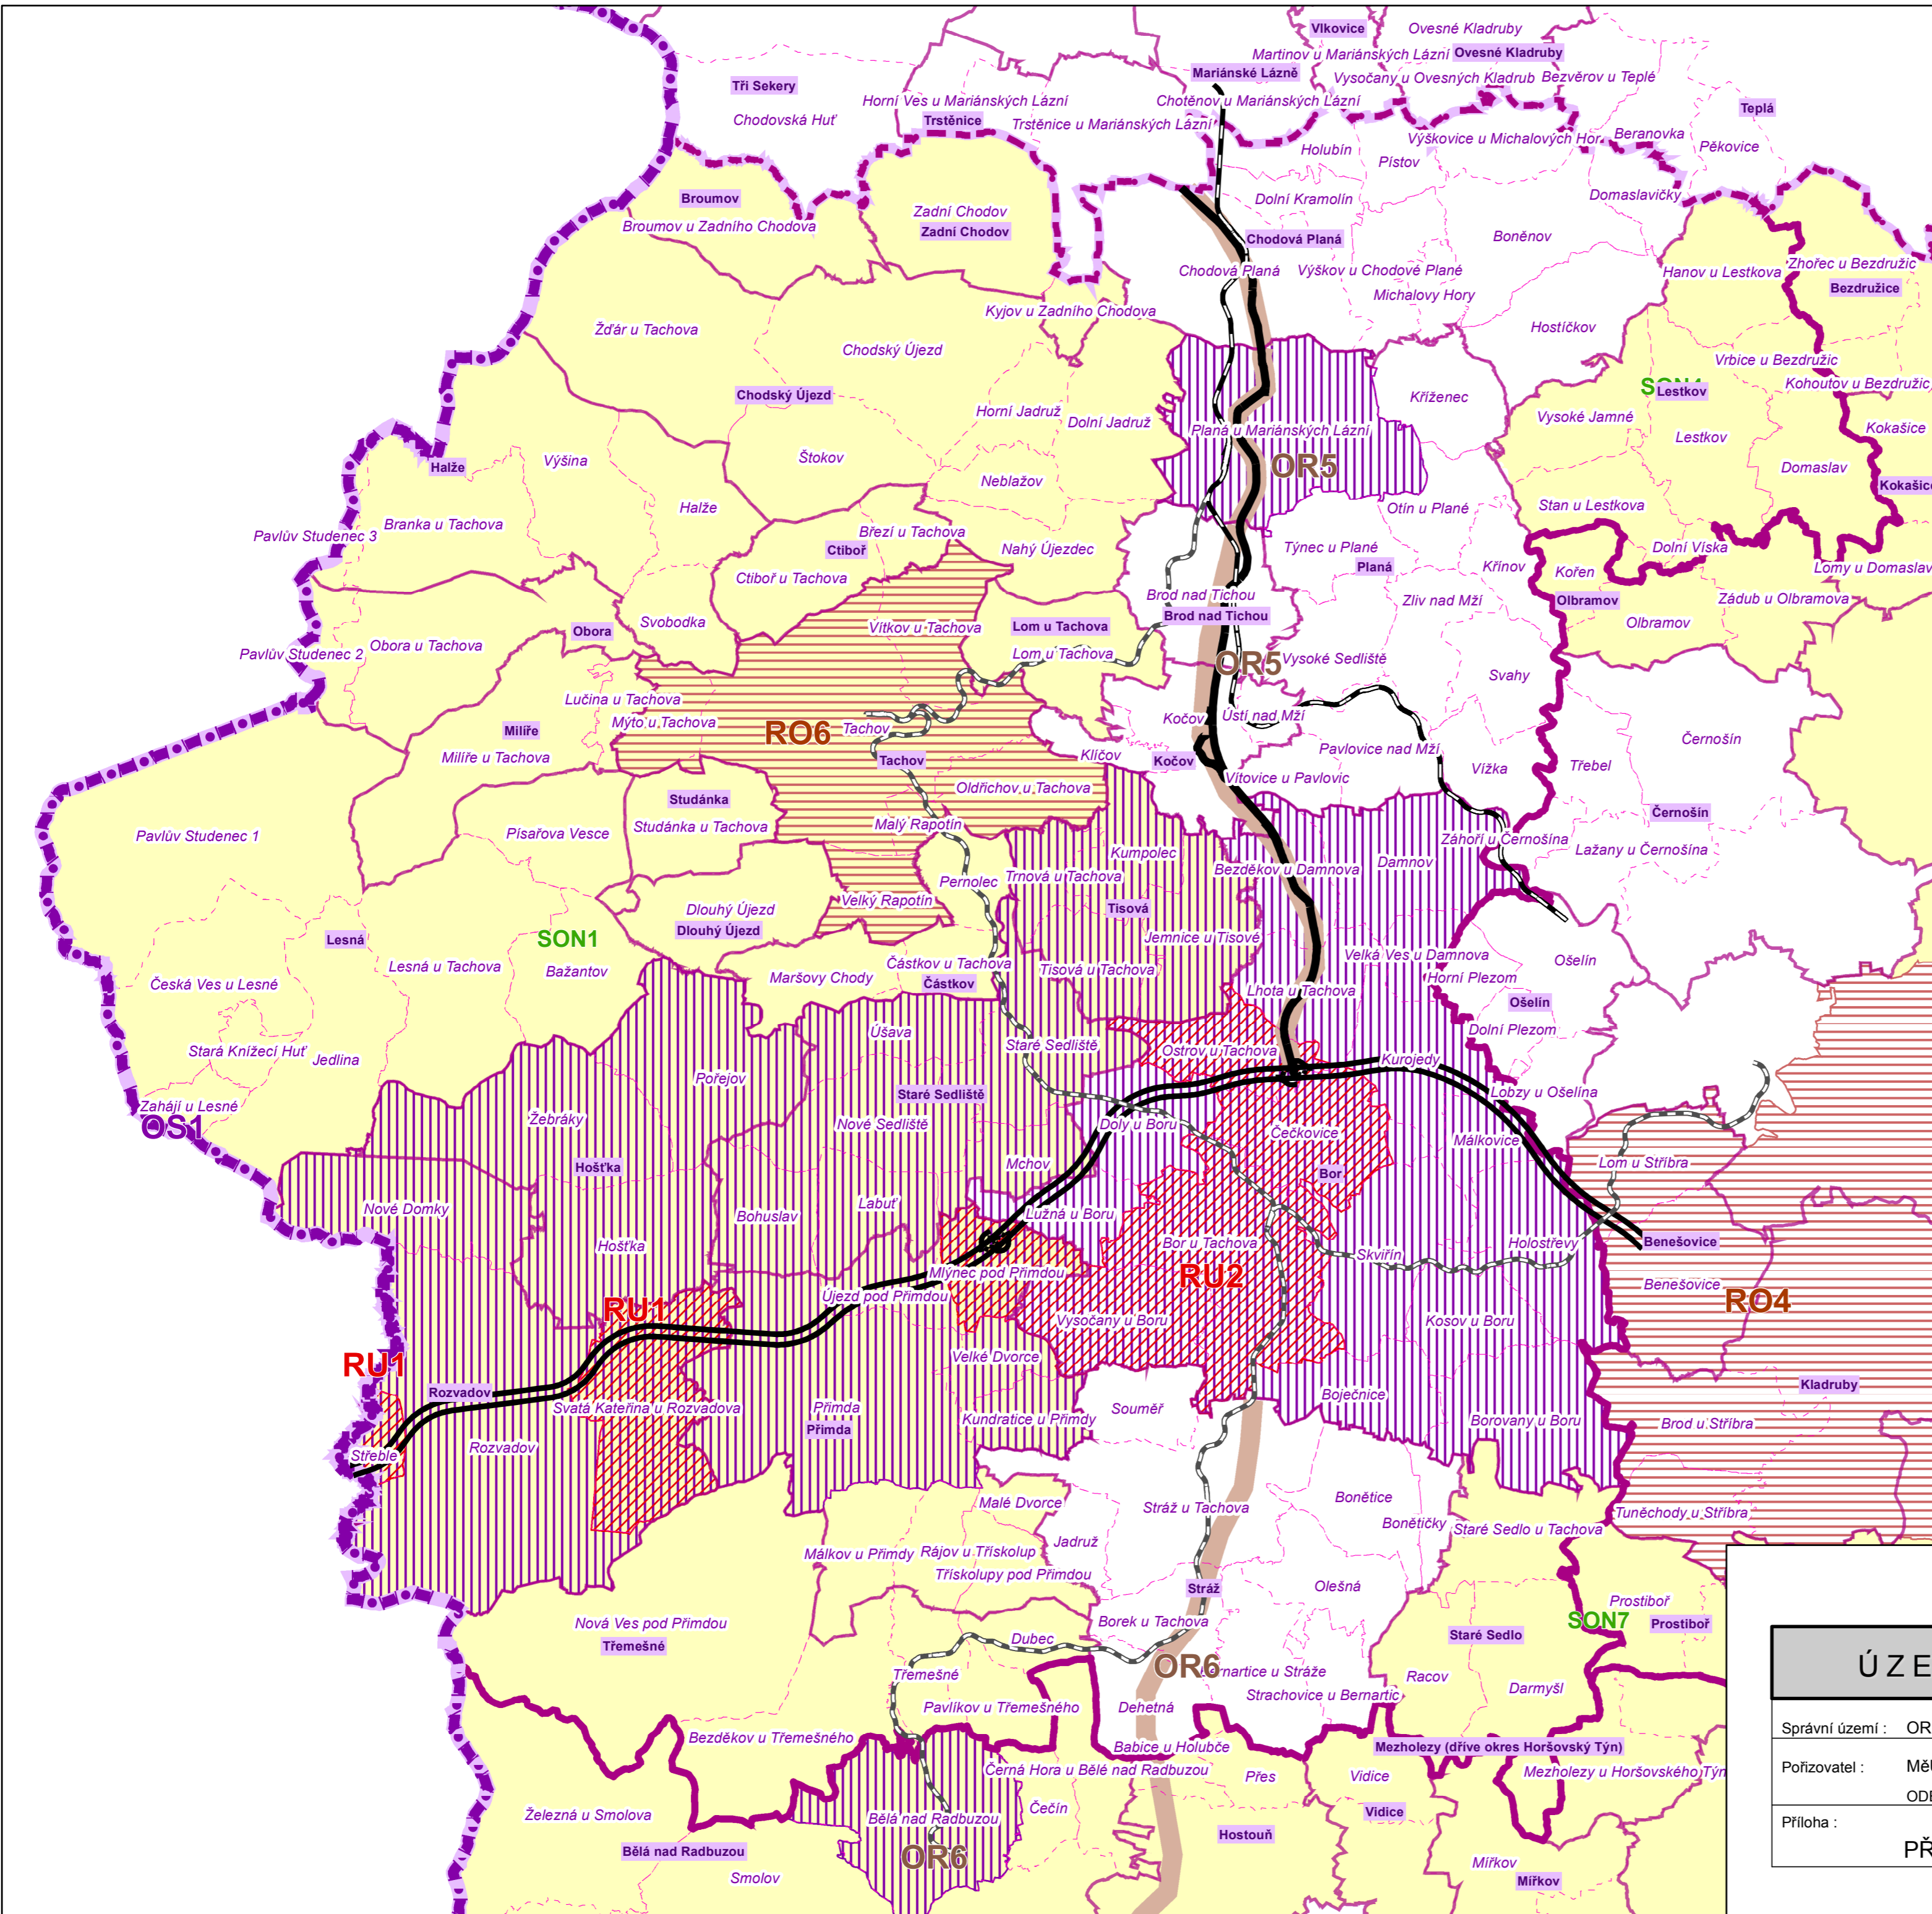 Vlkovice
Ovesné Kladruby
Martinov u Mariánských Lázní
Ovesné Kladruby
Mariánské Lázně
Vysočany u Ovesných Kladrub
Bezvěrov u Teplé
Tři Sekery
Horní Ves u Mariánských Lázní
Chotěnov u Mariánských Lázní
Teplá
Chodovská Huť
Trstěnice
Trstěnice u Mariánských Lázní
Výškovice u Michalových Hor
Beranovka
Holubín
Pístov
Pěkovice
Broumov
Dolní Kramolín
Domaslavičky
Zadní Chodov
Broumov u Zadního Chodova
Zadní Chodov
Chodová Planá
Boněnov
Chodová Planá
Výškov u Chodové Plané
Hanov u Lestkova
Zhořec u Bezdružic
Bezdružice
Michalovy Hory
Kyjov u Zadního Chodova
Žďár u Tachova
Hostíčkov
Chodský Újezd
Vrbice u Bezdružic
Kohoutov u Bezdružic
Lestkov
Chodský Újezd
Kříženec
Horní Jadruž
Dolní Jadruž
Vysoké Jamné
Planá u Mariánských Lázní
Lestkov
Kokašice
Štokov
Výšina
Halže
OR5
Domaslav
Neblažov
Kokašice
Halže
Otín u Plané
Stan u Lestkova
Branka u Tachova
Pavlův Studenec 3
Březí u Tachova
Ctiboř
Nahý Újezdec
Týnec u Plané
Dolní Víska
Planá
Křínov
Kořen
Lomy u Domaslav
Ctiboř u Tachova
Brod nad Tichou
Zliv nad Mží
Olbramov
Zádub u Olbramova
Brod nad Tichou
Svobodka
Vítkov u Tachova
Lom u Tachova
Olbramov
Obora
Obora u Tachova
Pavlův Studenec 2
Lom u Tachova
OR5
Vysoké Sedliště
Svahy
Lučina u Tachova
Mýto u Tachova
RO6
Tachov
Kočov
Ústí nad Mží
Milíře
Černošín
Milíře u Tachova
Tachov
Klíčov
Kočov
Pavlovice nad Mží
Třebel
Vížka
Vítovice u Pavlovic
Oldřichov u Tachova
Studánka
Černošín
Pavlův Studenec 1
Písařova Vesce
Studánka u Tachova
Malý Rapotín
Záhoří u Černošína
Lažany u Černošína
Kumpolec
Damnov
Bezděkov u Damnova
Trnová u Tachova
Pernolec
Velký Rapotín
Dlouhý Újezd
Tisová
Dlouhý Újezd
Lesná
SON1
Jemnice u Tisové
Lesná u Tachova
Bažantov
Částkov u Tachova
Tisová u Tachova
Velká Ves u Damnova
Ošelín
Maršovy Chody
Částkov
Horní Plezom
Česká Ves u Lesné
Lhota u Tachova
Ošelín
Úšava
Dolní Plezom
Staré Sedliště
Ostrov u Tachova
Stará Knížecí Huť
Jedlina
Kurojedy
Pořejov
Staré Sedliště
Lobzy u Ošelína
Zahájí u Lesné
OS1
Žebráky
Nové Sedliště
Doly u Boru
Čečkovice
Málkovice
Hošťka
Mchov
Bor
Lom u Stříbra
Nové Domky
Bohuslav
Labuť
Lužná u Boru
Hošťka
Bor u Tachova
Skviřín
Holostřevy
Benešovice
Mlýnec pod Přimdou
RU2
Benešovice
RO4
Újezd pod Přimdou
RU1
Vysočany u Boru
Kosov u Boru
RU1
Velké Dvorce
Rozvadov
Kladruby
Svatá Kateřina u Rozvadova
Přimda
Kundratice u Přimdy
Souměř
Boječnice
Borovany u Boru
Brod u Stříbra
Přimda
Střeble
Rozvadov
Malé Dvorce
Stráž u Tachova
Bonětice
Bonětičky
Staré Sedlo u Tachova
Tuněchody u Stříbra
Jadruž
Málkov u Přimdy
Rájov u Třískolup
Třískolupy pod Přimdou
Stráž
Olešná
Prostiboř
Nová Ves pod Přimdou
Borek u Tachova
SON7
Prostiboř
Třemešné
Dubec
Staré Sedlo
Třemešné
OR6
Racov
Darmyšl
Pavlíkov u Třemešného
Dehetná
Strachovice u Bernartic
Bezděkov u Třemešného
Babice u Holubče
Mezholezy (dříve okres Horšovský Týn)
Černá Hora u Bělé nad Radbuzou
Přes
Vidice
Mezholezy u Horšovského Týn
Železná u Smolova
Bělá nad Radbuzou
Čečín
Vidice
Hostouň
Bělá nad Radbuzou
OR6
Smolov
Mířkov
Mířkov
ÚZE
Správní území : OR
Pořizovatel : Měl
ODE
Příloha :
PŘ